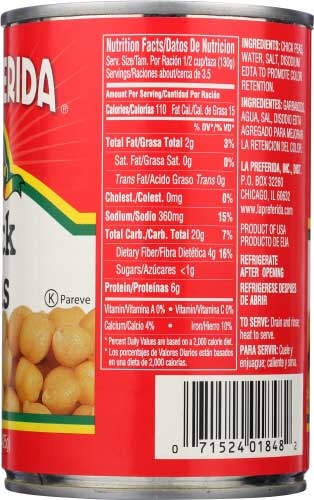 FERIDA
®
k
s
K Pareve
Nutrition Facts/Datos De Nutricion
Serv. Size/Tam. Por Ración 1/2 cup/taza (130g)
Servings/Raciones about/cerca de 3.5
Amount Per Serving/Cantidad Por Ración
Calories/Calorías 110 Fat Cal./Cal. de Grasa 15
% DV*/% VD*
Total Fat/Grasa Total 2g 3%
Sat. Fat/Grasa Sat. 0g 0%
Trans Fat/Acido Graso Trans 0g
Cholest./Colest. 0mg 0%
Sodium/Sodio 360mg 15%
Total Carb./Carb. Total 20g 7%
Dietary Fiber/Fibra Dietética 4g 16%
Sugars/Azúcares <1g
Protein/Proteínas 6g
Vitamin/Vitamina A 0% • Vitamin/Vitamina C 0%
Calcium/Calcio 4% • Iron/Hierro 10%
* Percent Daily Values are based on a 2,000 calorie diet.
* Los porcentajes de Valores Diarios están basados
en una dieta de 2,000 calorías.
INGREDIENTS: CHICK PEAS,
WATER, SALT, DISODIUM
EDTA TO PROMOTE COLOR
RETENTION.
INGREDIENTES: GARBANZOS,
AGUA, SAL, DISODIO EDTA
AGREGADO PARA MEJORAR
LA RETENCION DEL COLOR.
LA PREFERIDA, INC., DIST.
P.O. BOX 32260
CHICAGO, IL 60632
LAPREFERIDA.COM
PRODUCT OF USA
PRODUCTO DE EUA
REFRIGERATE
AFTER OPENING
REFRIGERESE DESPUES
DE ABRIR
TO SERVE: Drain and rinse;
heat to serve.
PARA SERVIR: Cuele y
enjuague; caliente y sirva.
0 71524 01848 2